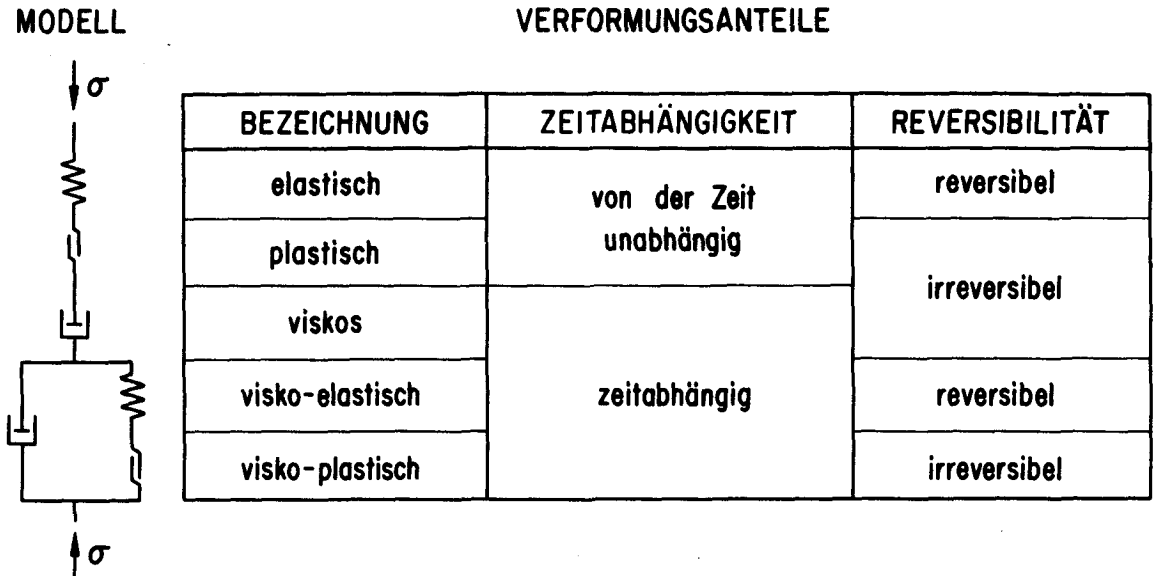 MODELL
VERFORMUNGSANTEILE
σ
BEZEICHNUNG
ZEITABHÄNGIGKEIT
REVERSIBILITÄT
elastisch
von der Zeit
unabhängig
reversibel
plastisch
irreversibel
viskos
visko-elastisch
zeitabhängig
reversibel
visko-plastisch
irreversibel
σ